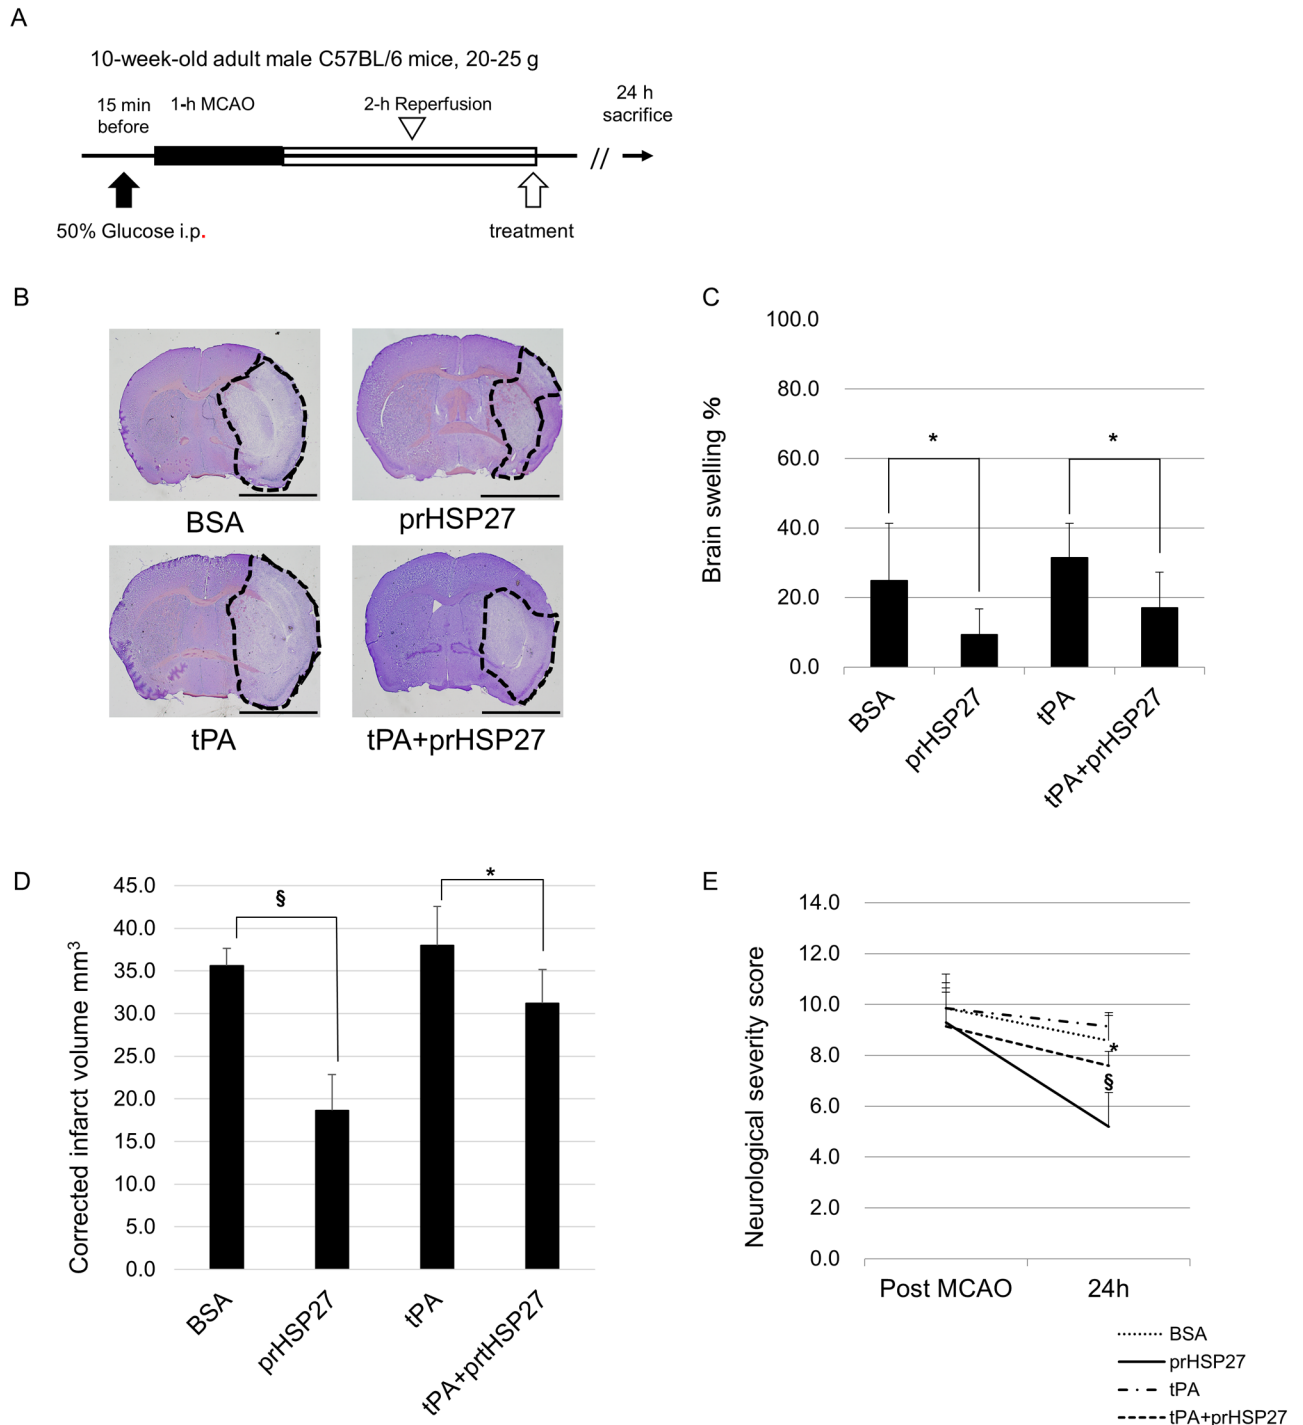 A
10-week-old adult male C57BL/6 mice, 20-25 g
15 min
before
1-h MCAO
2-h Reperfusion
24 h
sacrifice
//
50% Glucose i.p.
treatment
B
BSA
prHSP27
tPA
tPA+prHSP27
C
Brain swelling %
100.0
80.0
60.0
40.0
20.0
0.0
*
*
BSA
prHSP27
tPA
tPA+prHSP27
D
Corrected infarct volume mm³
45.0
40.0
35.0
30.0
25.0
20.0
15.0
10.0
5.0
0.0
§
*
BSA
prHSP27
tPA
tPA+prtHSP27
E
Neurological severity score
14.0
12.0
10.0
8.0
6.0
4.0
2.0
0.0
*
§
Post MCAO
24h
BSA
prHSP27
tPA
tPA+prHSP27